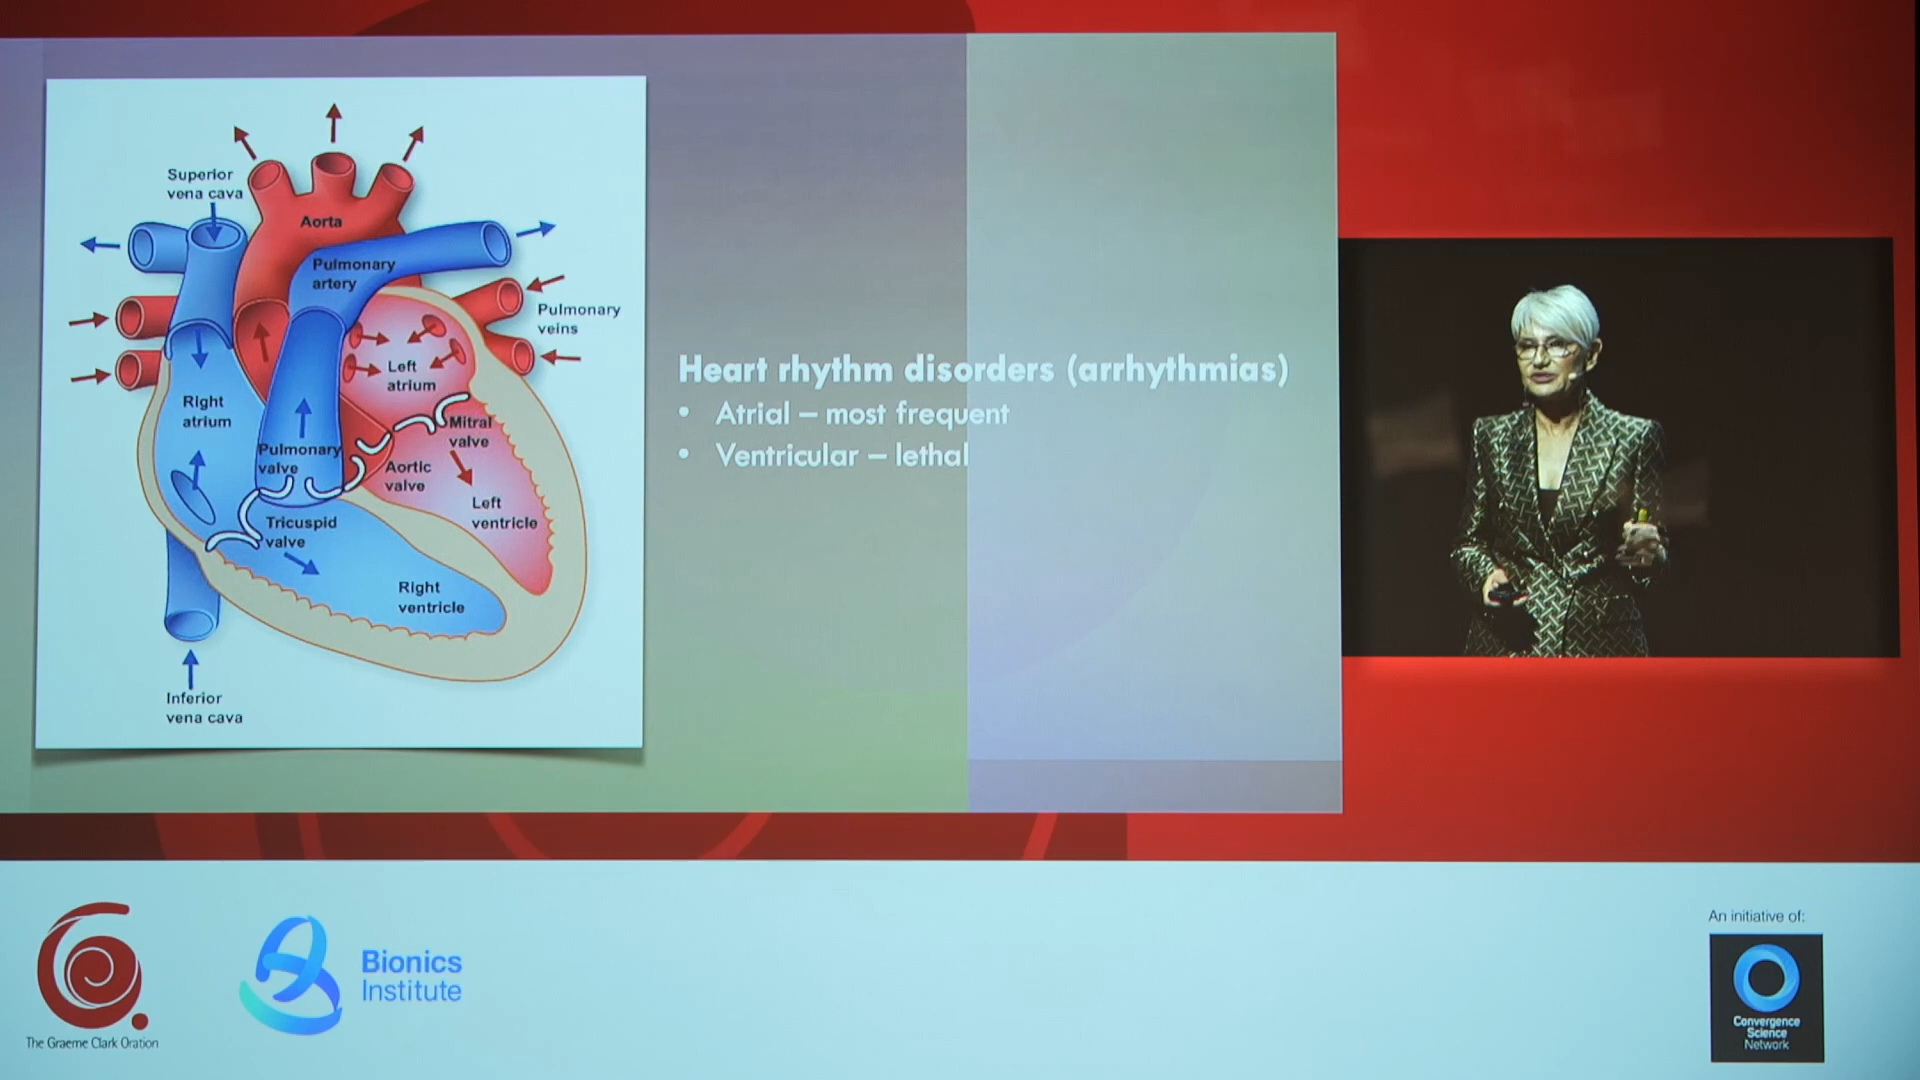 Superior
vena cava
Aorta
Pulmonary
artery
Pulmonary
veins
Left
atrium
Right
atrium
Mitral
valve
Pulmonary
valve
Aortic
valve
Left
ventricle
Tricuspid
valve
Right
ventricle
Inferior
vena cava
Heart rhythm disorders (arrhythmias)
• Atrial – most frequent
• Ventricular – lethal
The Graeme Clark Oration
Bionics
Institute
An initiative of:
Convergence
Science
Network